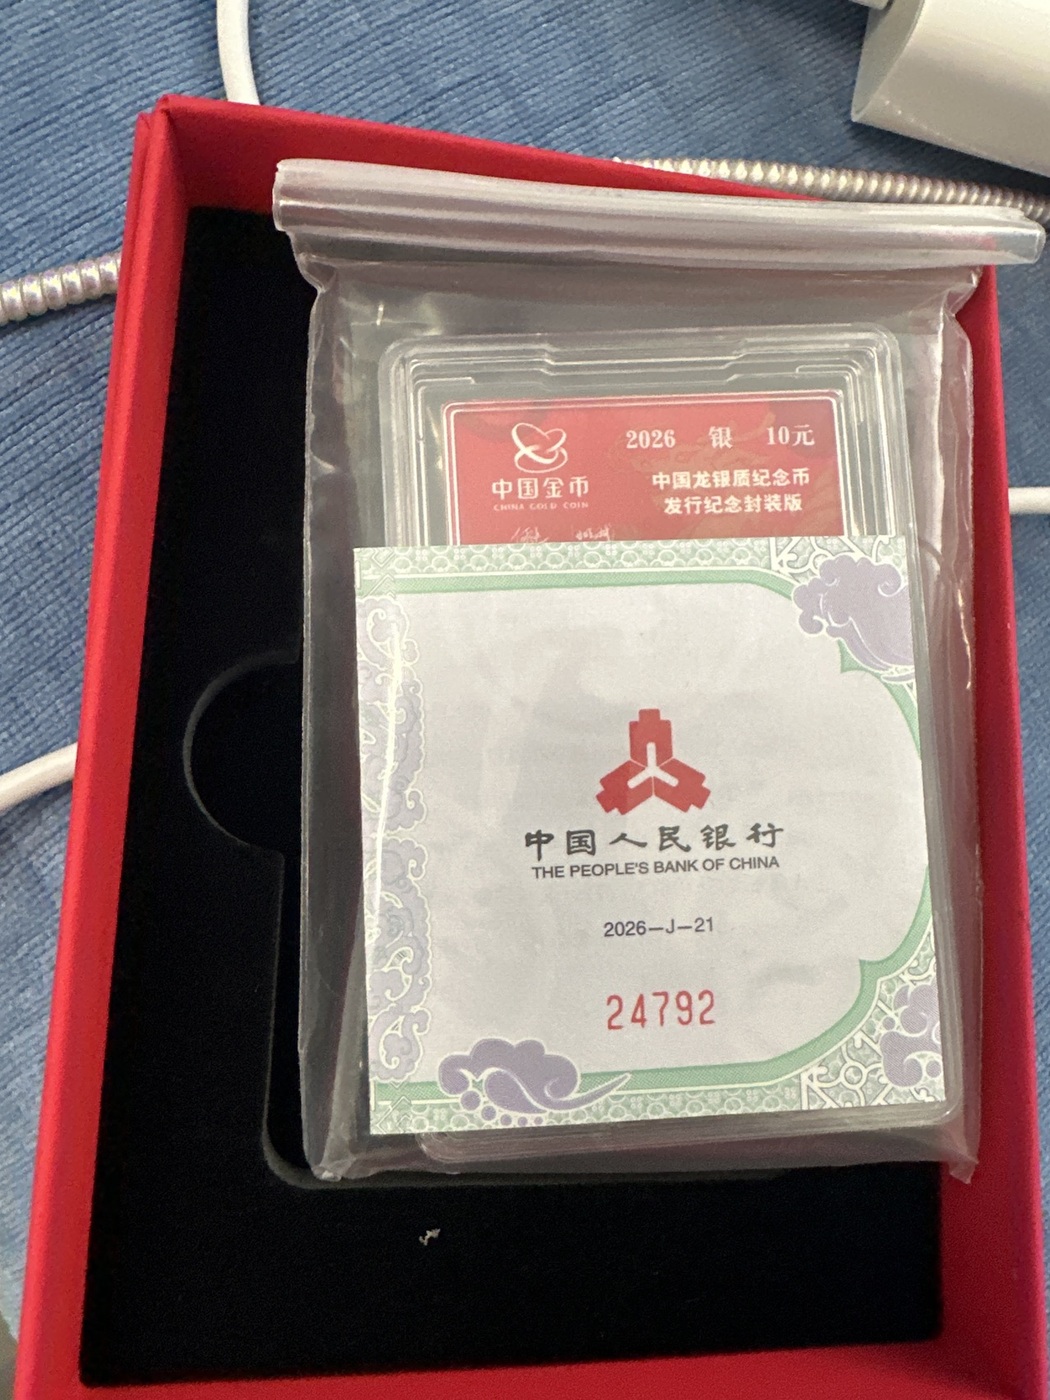 中国金币
CHINA GOLD COIN
2026 银 10元
中国龙银质纪念币
发行纪念封装版
中国人民银行
THE PEOPLE'S BANK OF CHINA
2026—J—21
24792